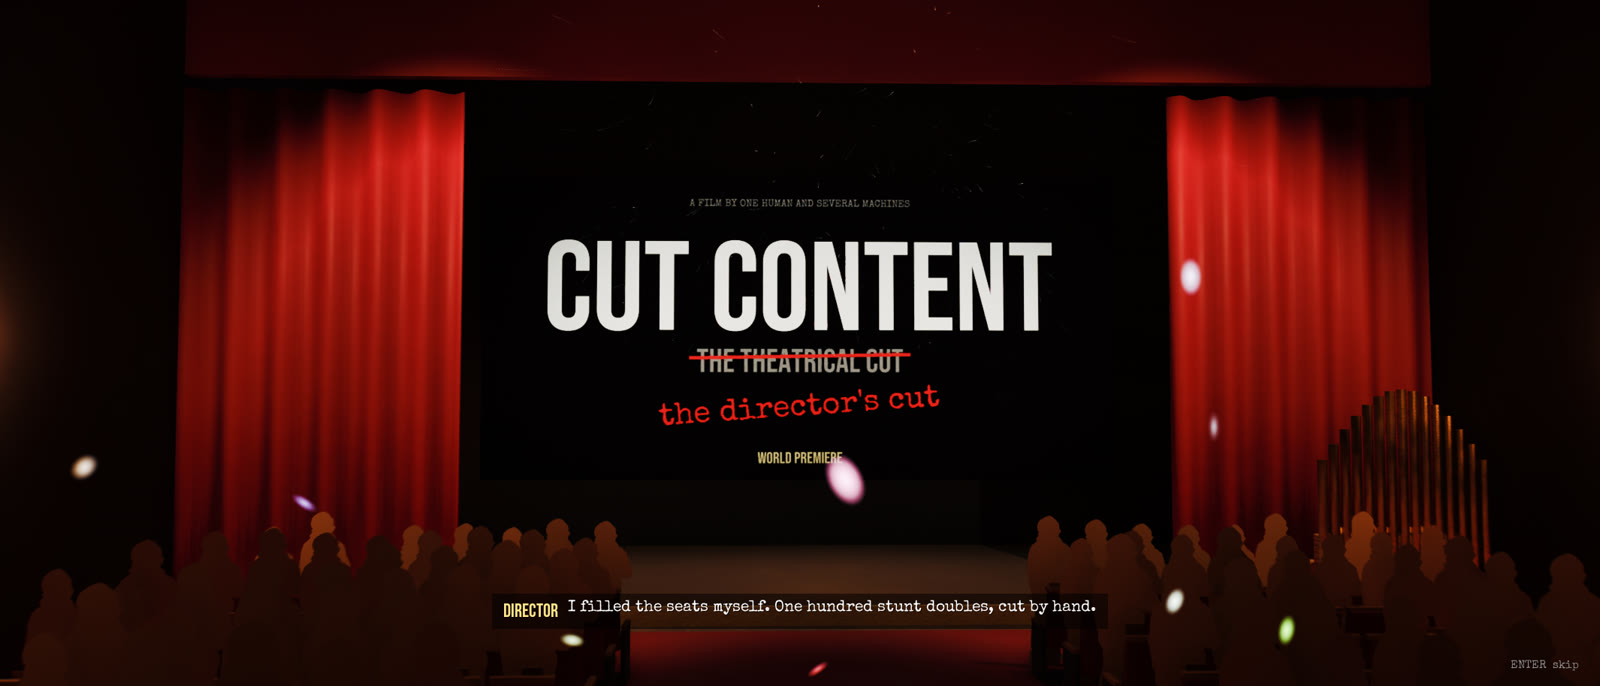 A FILM BY ONE HUMAN AND SEVERAL MACHINES
CUT CONTENT
THE THEATRICAL CUT
the director's cut
WORLD PREMIERE
DIRECTOR I filled the seats myself. One hundred stunt doubles, cut by hand.
ENTER skip